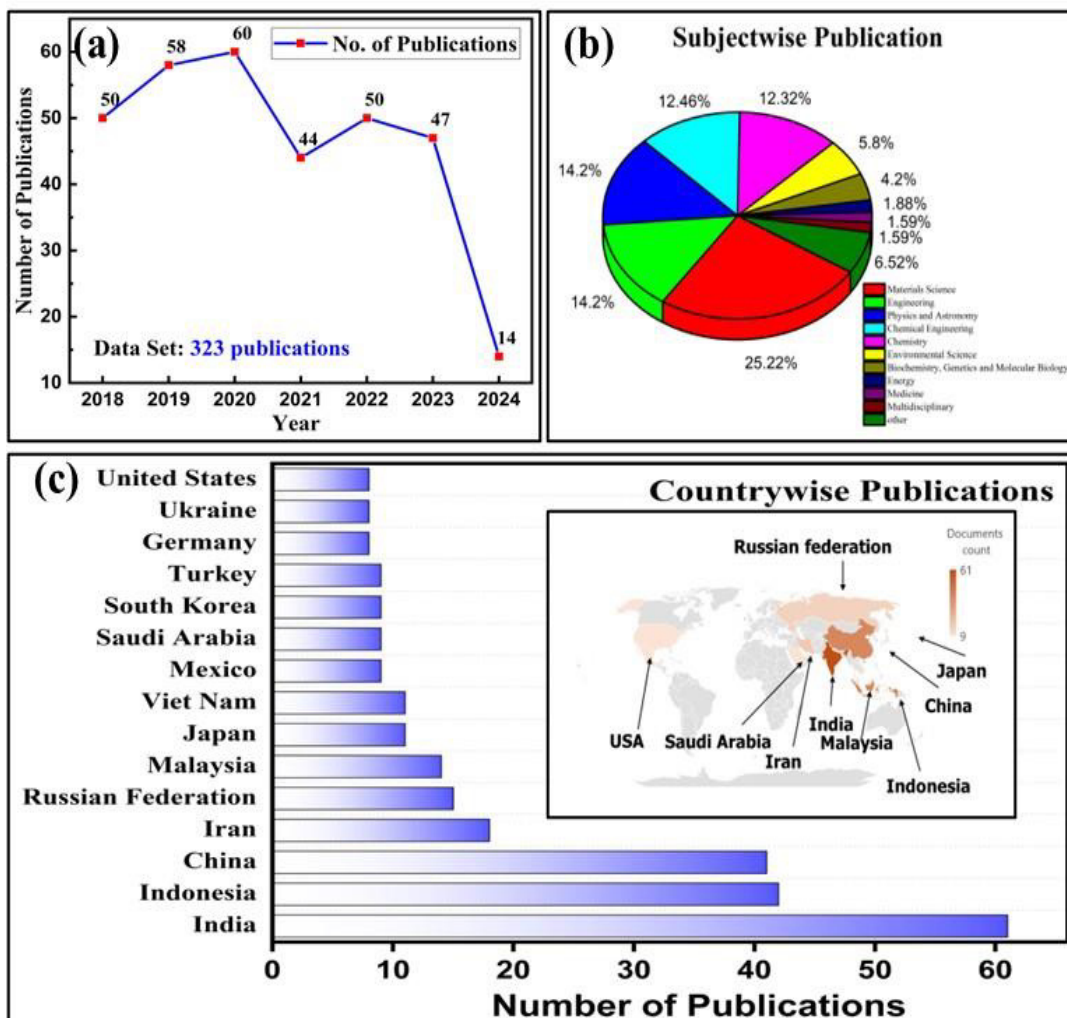 (a)
No. of Publications
60
58
50
44
50
47
14
Number of Publications
60
50
40
30
20
10
Data Set: 323 publications
2018 2019 2020 2021 2022 2023 2024
Year
(b)
Subjectwise Publication
12.46%
12.32%
5.8%
4.2%
1.88%
1.59%
1.59%
6.52%
25.22%
14.2%
14.2%
Materials Science
Engineering
Physics and Astronomy
Chemical Engineering
Chemistry
Environmental Science
Biochemistry, Genetics and Molecular Biology
Energy
Medicine
Multidisciplinary
other
(c)
Countrywise Publications
United States
Ukraine
Germany
Turkey
South Korea
Saudi Arabia
Mexico
Viet Nam
Japan
Malaysia
Russian Federation
Iran
China
Indonesia
India
Documents
count
61
9
Russian federation
Japan
China
India
Malaysia
USA
Saudi Arabia
Iran
Indonesia
0 10 20 30 40 50 60
Number of Publications